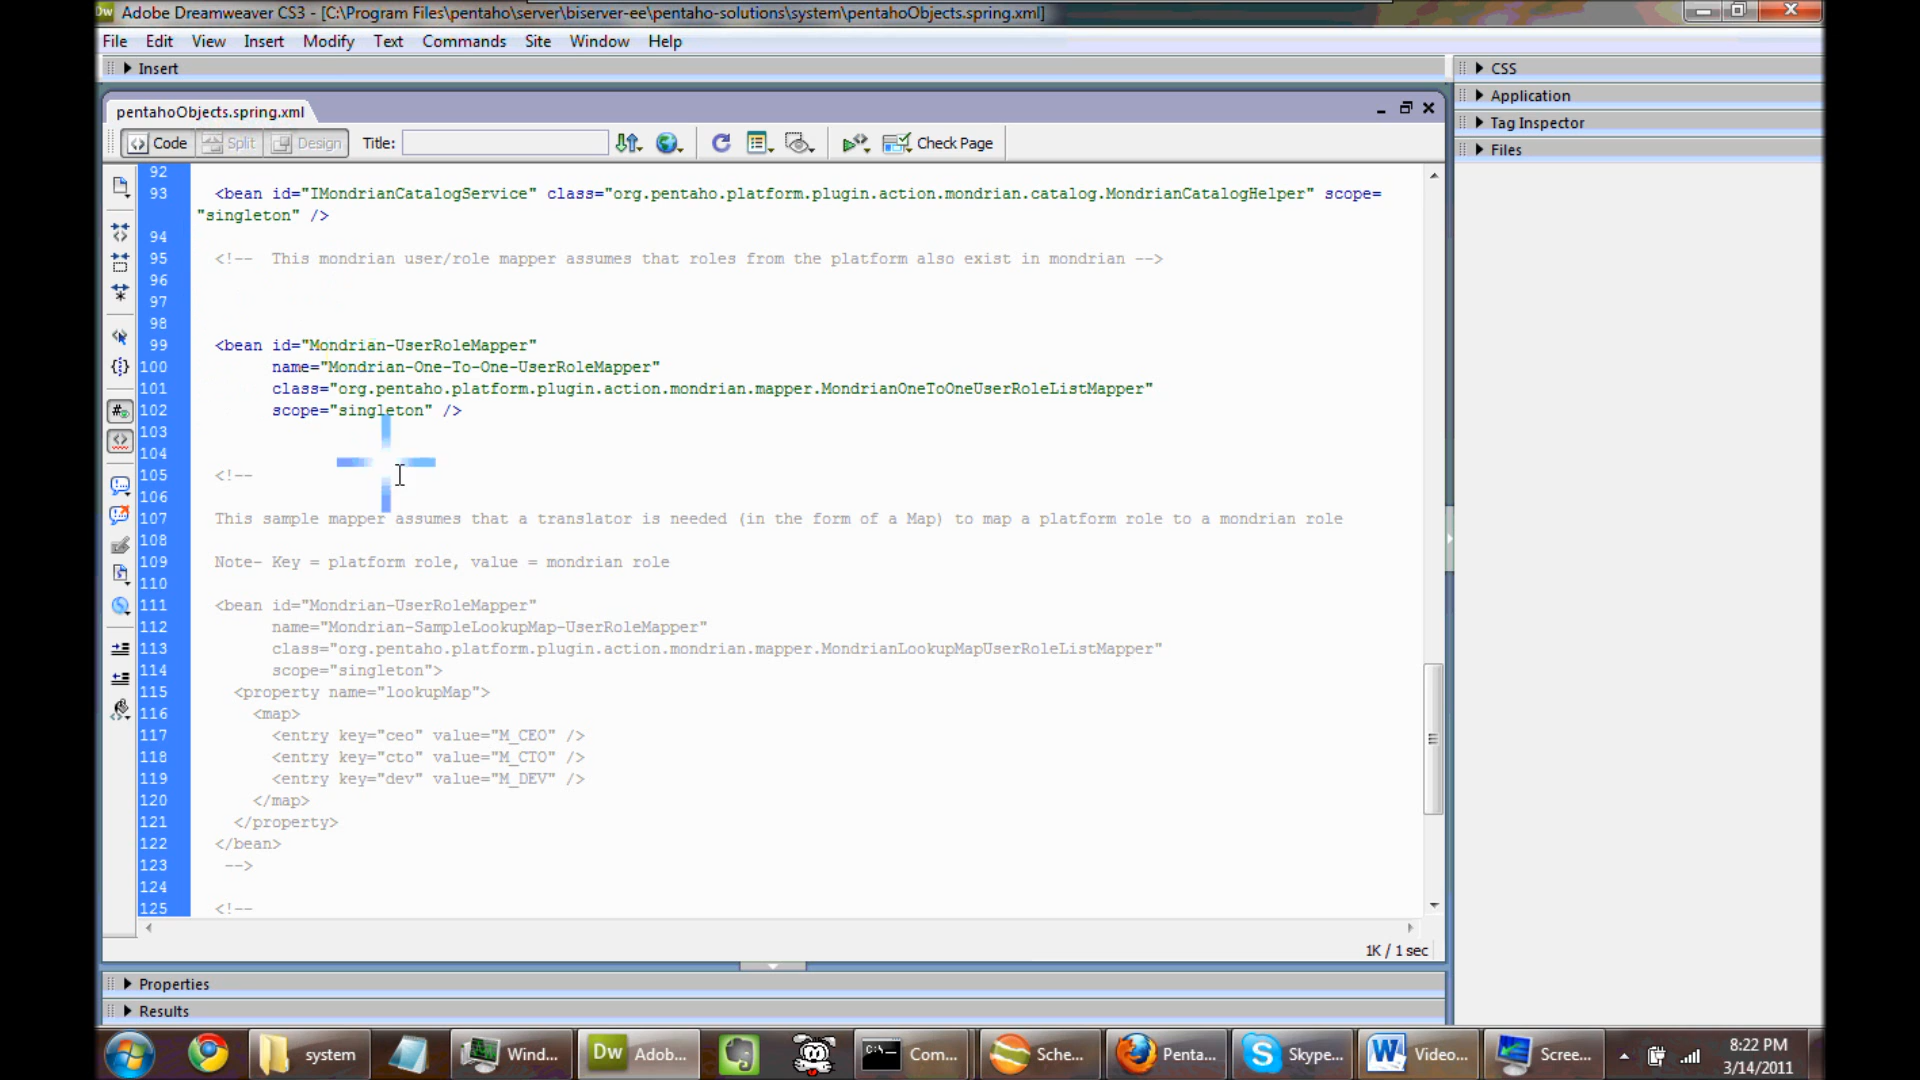 Dw Adobe Dreamweaver CS3 - [C:\Program Files\pentaho\server\biserver-ee\pentaho-solutions\system\pentahoObjects.spring.xml]
File Edit View Insert Modify Text Commands Site Window Help
Insert
CSS
Application
Tag Inspector
Files
pentahoObjects.spring.xml
Code Split Design Title: Check Page
92
93 <bean id="IMondrianCatalogService" class="org.pentaho.platform.plugin.action.mondrian.catalog.MondrianCatalogHelper" scope=
"singleton" />
94
95 <!-- This mondrian user/role mapper assumes that roles from the platform also exist in mondrian -->
96
97
98
99 <bean id="Mondrian-UserRoleMapper"
100 name="Mondrian-One-To-One-UserRoleMapper"
101 class="org.pentaho.platform.plugin.action.mondrian.mapper.MondrianOneToOneUserRoleListMapper"
102 scope="singleton" />
103
104
105 <!--
106
107 This sample mapper assumes that a translator is needed (in the form of a Map) to map a platform role to a mondrian role
108
109 Note- Key = platform role, value = mondrian role
110
111 <bean id="Mondrian-UserRoleMapper"
112 name="Mondrian-SampleLookupMap-UserRoleMapper"
113 class="org.pentaho.platform.plugin.action.mondrian.mapper.MondrianLookupMapUserRoleListMapper"
114 scope="singleton">
115 <property name="lookupMap">
116 <map>
117 <entry key="ceo" value="M_CEO" />
118 <entry key="cto" value="M_CTO" />
119 <entry key="dev" value="M_DEV" />
120 </map>
121 </property>
122 </bean>
123 -->
124
125 <!--
1K / 1 sec
Properties
Results
system Wind... Dw Adob... Com... Sche... Penta... Skype... Video... Scree... 8:22 PM
3/14/2011